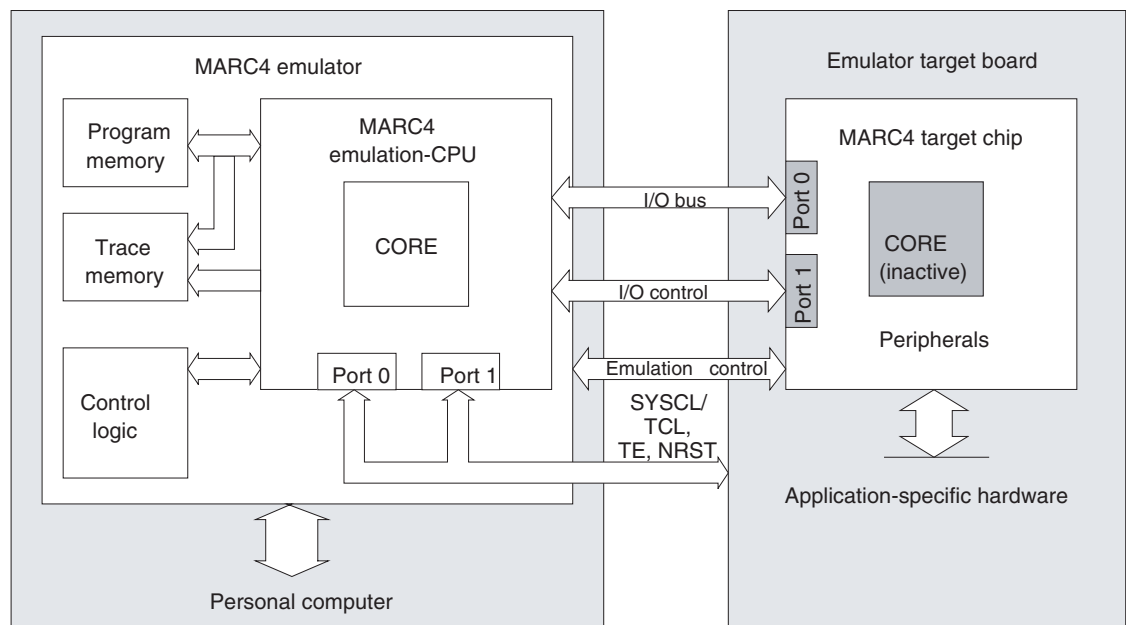 MARC4 emulator
Program
memory
Trace
memory
Control
logic
MARC4
emulation-CPU
CORE
Port 0
Port 1
Personal computer
I/O bus
I/O control
Emulation control
SYSCL/
TCL,
TE, NRST
Emulator target board
MARC4 target chip
Port 0
Port 1
CORE
(inactive)
Peripherals
Application-specific hardware